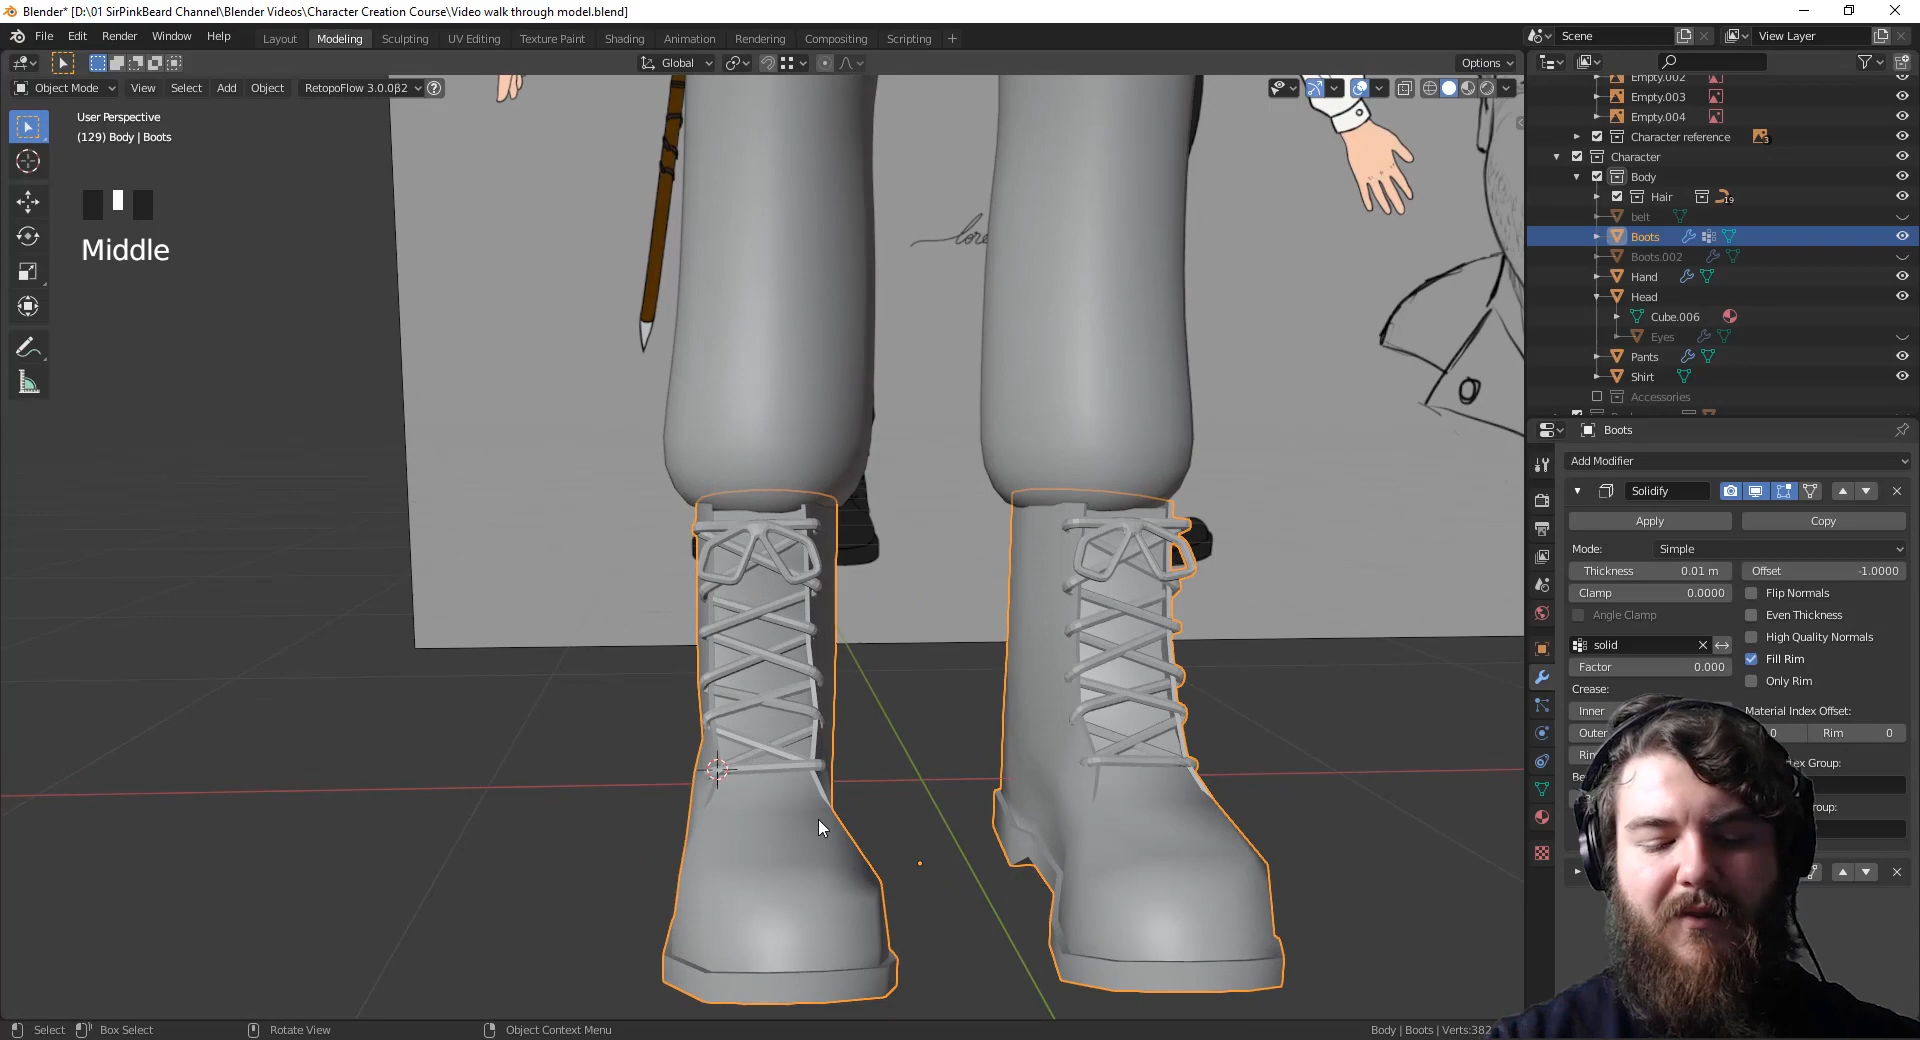 Blender* [D:\01 SirPinkBeard Channel\Blender Videos\Character Creation Course\Video walk through model.blend]
File Edit Render Window Help Layout Modeling Sculpting UV Editing Texture Paint Shading Animation Rendering Compositing Scripting + Scene View Layer
Global Options
Object Mode View Select Add Object RetopoFlow 3.0.0β2
User Perspective
(129) Body | Boots
Middle
lore
Empty.002
Empty.003
Empty.004
Character reference 3
Character
Body
Hair 19
belt
Boots
Boots.002
Hand
Head
Cube.006
Eyes
Pants
Shirt
Accessories
Boots
Add Modifier
Solidify
Apply Copy
Mode: Simple
Thickness 0.01 m Offset -1.0000
Clamp 0.0000 Flip Normals
Angle Clamp Even Thickness
High Quality Normals
solid Fill Rim
Factor 0.000 Only Rim
Crease:
Inner Material Index Offset:
Outer 0 Rim 0
Select Box Select Rotate View Object Context Menu Body | Boots | Verts:382